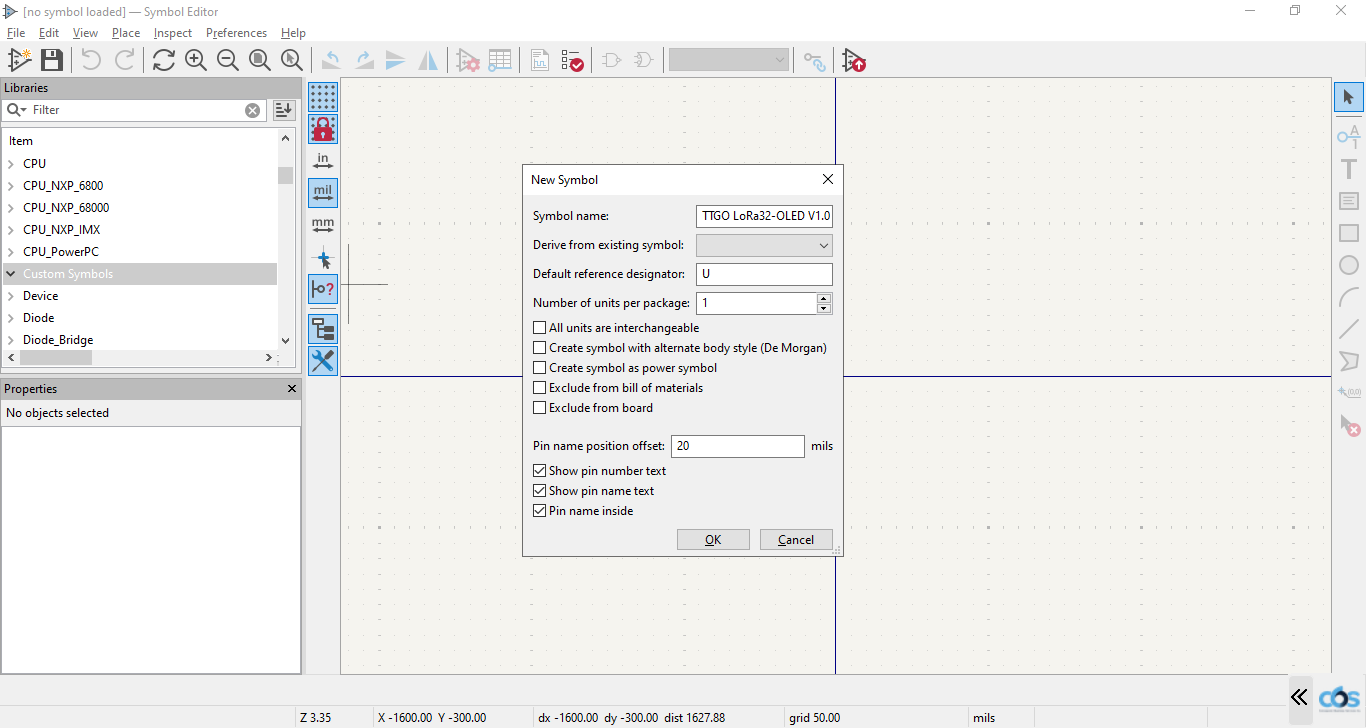 [no symbol loaded] — Symbol Editor
File Edit View Place Inspect Preferences Help
Libraries
Filter
Item
CPU
CPU_NXP_6800
CPU_NXP_68000
CPU_NXP_IMX
CPU_PowerPC
Custom Symbols
Device
Diode
Diode_Bridge
Properties
No objects selected
in
mil
mm
?
New Symbol
Symbol name: TTGO LoRa32-OLED V1.0
Derive from existing symbol:
Default reference designator: U
Number of units per package: 1
All units are interchangeable
Create symbol with alternate body style (De Morgan)
Create symbol as power symbol
Exclude from bill of materials
Exclude from board
Pin name position offset: 20 mils
Show pin number text
Show pin name text
Pin name inside
OK Cancel
A
1
T
(0,0)
Z 3.35 X -1600.00 Y -300.00 dx -1600.00 dy -300.00 dist 1627.88 grid 50.00 mils